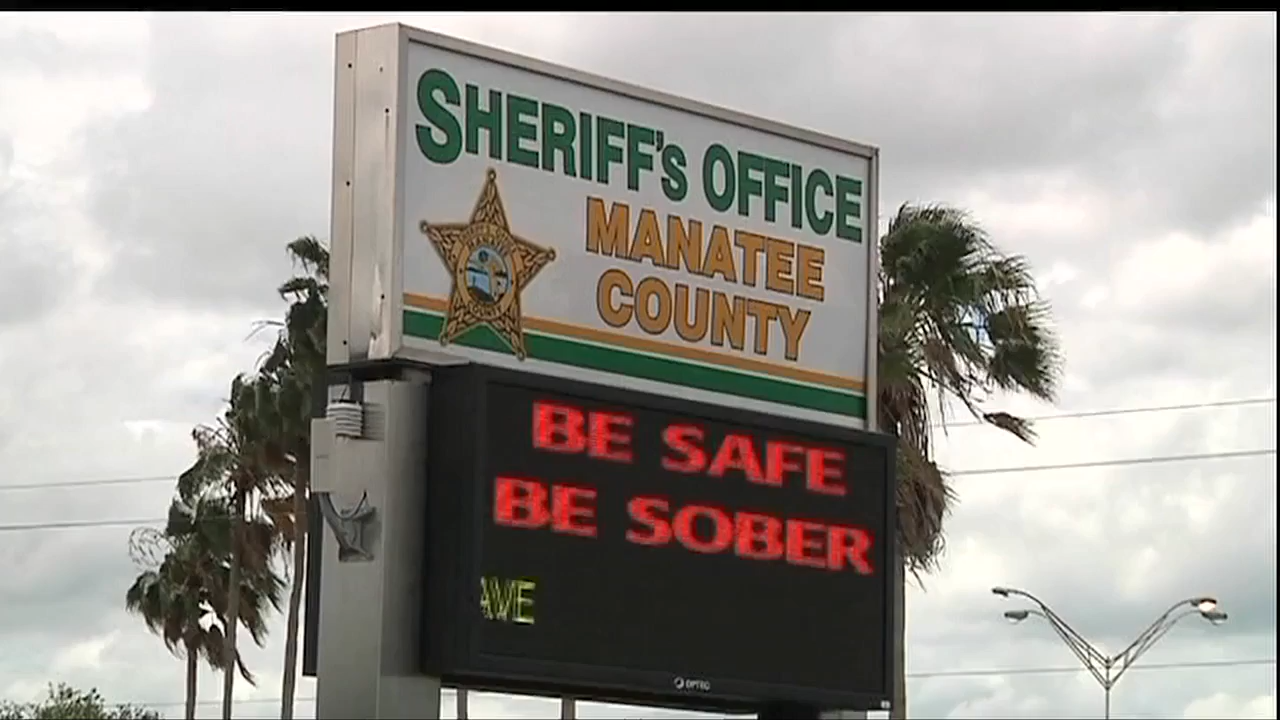 SHERIFF'S OFFICE
MANATEE
COUNTY
BE SAFE
BE SOBER
AVE